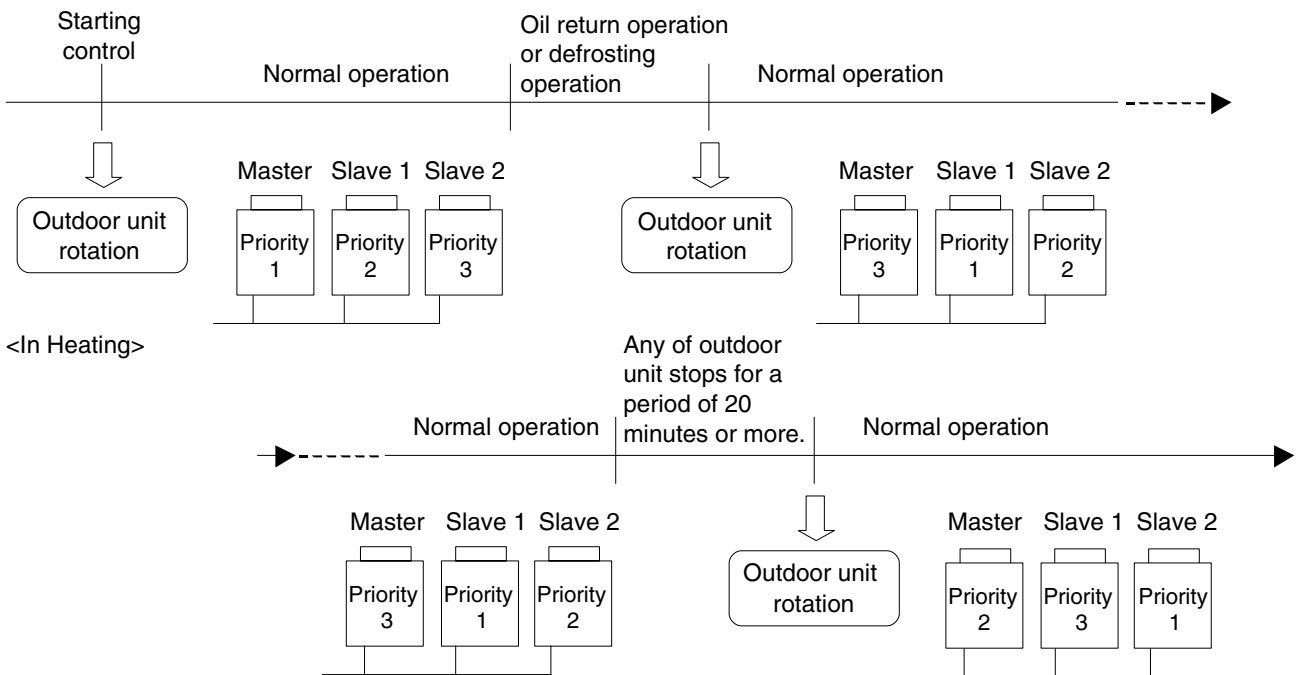 Starting
control
Normal operation
Oil return operation
or defrosting
operation
Normal operation
Outdoor unit
rotation
Master
Slave 1
Slave 2
Priority
1
Priority
2
Priority
3
Outdoor unit
rotation
Master
Slave 1
Slave 2
Priority
3
Priority
1
Priority
2
<In Heating>
Normal operation
Any of outdoor
unit stops for a
period of 20
minutes or more.
Normal operation
Master
Slave 1
Slave 2
Priority
3
Priority
1
Priority
2
Outdoor unit
rotation
Master
Slave 1
Slave 2
Priority
2
Priority
3
Priority
1